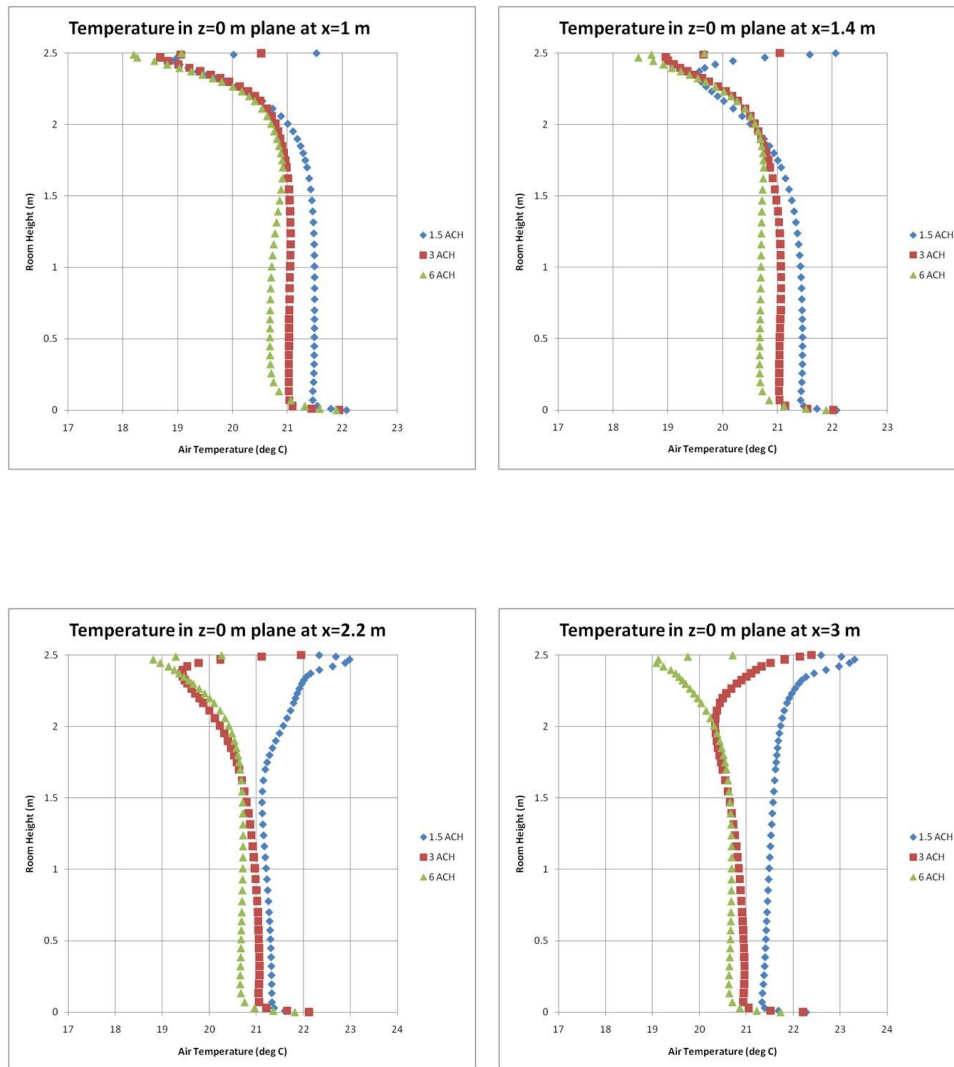 Temperature in z=0 m plane at x=1 m
2.5
2
1.5
1
0.5
0
Room Height (m)
17 18 19 20 21 22 23
Air Temperature (deg C)
1.5 ACH
3 ACH
6 ACH
Temperature in z=0 m plane at x=1.4 m
2.5
2
1.5
1
0.5
0
Room Height (m)
17 18 19 20 21 22 23
Air Temperature (deg C)
1.5 ACH
3 ACH
6 ACH
Temperature in z=0 m plane at x=2.2 m
2.5
2
1.5
1
0.5
0
Room Height (m)
17 18 19 20 21 22 23 24
Air Temperature (deg C)
1.5 ACH
3 ACH
6 ACH
Temperature in z=0 m plane at x=3 m
2.5
2
1.5
1
0.5
0
Room Height (m)
17 18 19 20 21 22 23 24
Air Temperature (deg C)
1.5 ACH
3 ACH
6 ACH